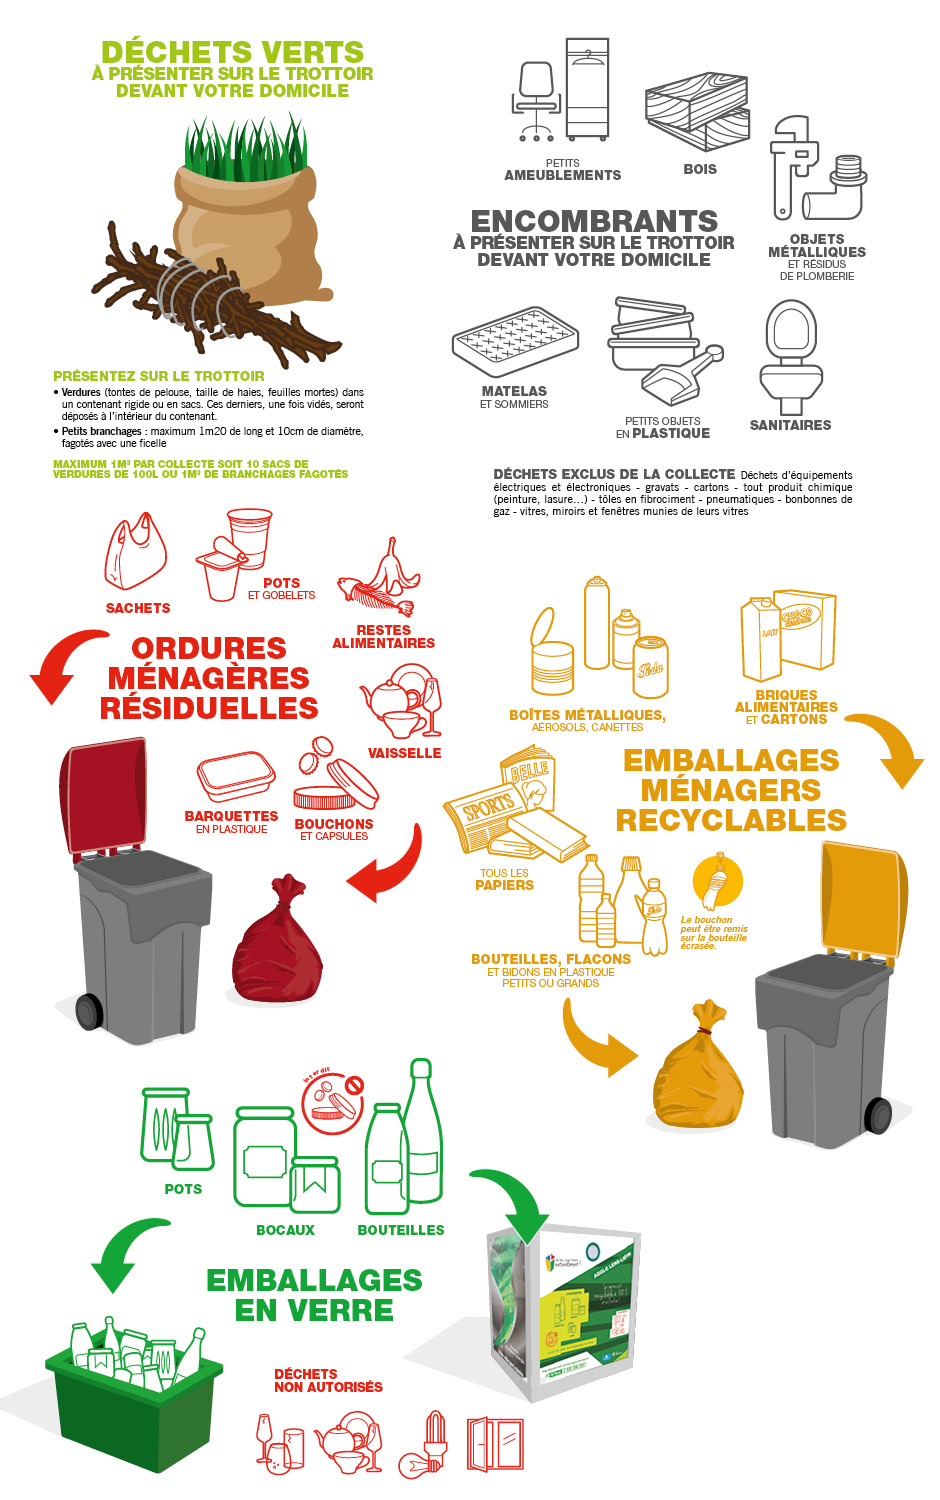 DÉCHETS VERTS
À PRÉSENTER SUR LE TROTTOIR
DEVANT VOTRE DOMICILE
PRÉSENTEZ SUR LE TROTTOIR
• Verdures (tontes de pelouse, taille de haies, feuilles mortes) dans
un contenant rigide ou en sacs. Ces derniers, une fois vidés, seront
déposés à l'intérieur du contenant.
• Petits branchages : maximum 1m20 de long et 10cm de diamètre,
fagotés avec une ficelle
MAXIMUM 1M³ PAR COLLECTE SOIT 10 SACS DE
VERDURES DE 100L OU 1M³ DE BRANCHAGES FAGOTÉS
PETITS
AMEUBLEMENTS
BOIS
OBJETS
MÉTALLIQUES
ET RÉSIDUS
DE PLOMBERIE
ENCOMBRANTS
À PRÉSENTER SUR LE TROTTOIR
DEVANT VOTRE DOMICILE
MATELAS
ET SOMMIERS
PETITS OBJETS
EN PLASTIQUE
SANITAIRES
DÉCHETS EXCLUS DE LA COLLECTE Déchets d'équipements
électriques et électroniques - gravats - cartons - tout produit chimique
(peinture, lasure...) - tôles en fibrociment - pneumatiques - bonbonnes de
gaz - vitres, miroirs et fenêtres munies de leurs vitres
SACHETS
POTS
ET GOBELETS
RESTES
ALIMENTAIRES
ORDURES
MÉNAGÈRES
RÉSIDUELLES
VAISSELLE
BARQUETTES
EN PLASTIQUE
BOUCHONS
ET CAPSULES
Soda
LAIT
CHOCO
BOÎTES MÉTALLIQUES,
AÉROSOLS, CANETTES
BRIQUES
ALIMENTAIRES
ET CARTONS
EMBALLAGES
MÉNAGERS
RECYCLABLES
BELLE
SPORTS
TOUS LES
PAPIERS
Soda
Le bouchon
peut être remis
sur la bouteille
écrasée.
BOUTEILLES, FLACONS
ET BIDONS EN PLASTIQUE
PETITS OU GRANDS
interdit
POTS
BOCAUX
BOUTEILLES
EMBALLAGES
EN VERRE
naturellement !
AGGLO LENS-LIÉVIN
DÉCHETS
NON AUTORISÉS